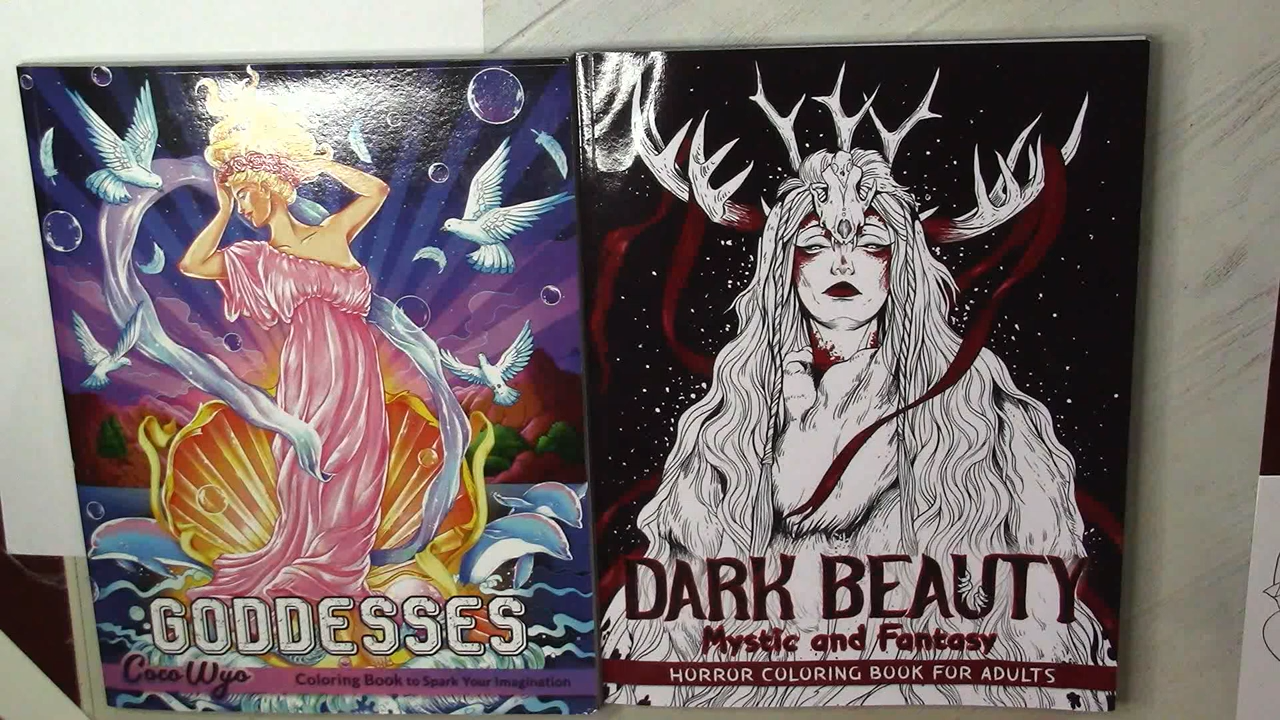 GODDESSES
Coco Wyo
Coloring Book to Spark Your Imagination
DARK BEAUTY
Mystic and Fantasy
HORROR COLORING BOOK FOR ADULTS